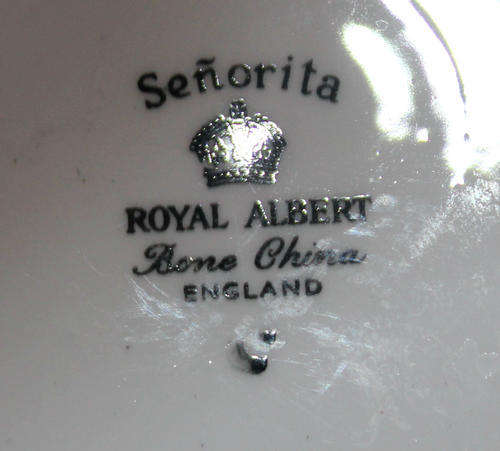 Señorita
ROYAL ALBERT
Bone China
ENGLAND